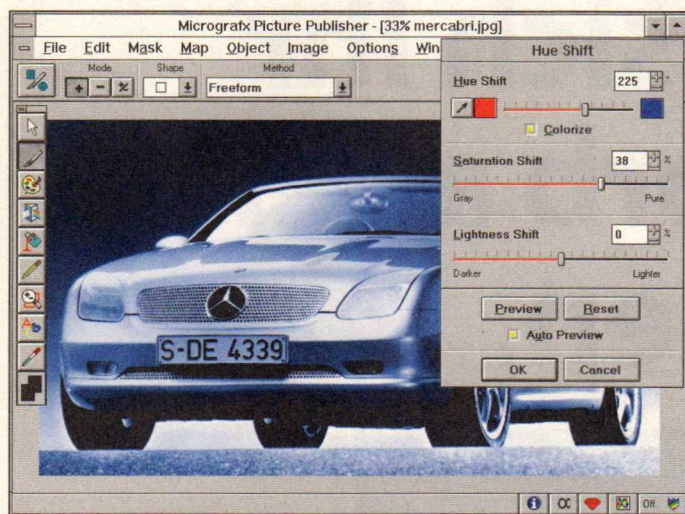 Micrografx Picture Publisher - [33% mercabri.jpg]
File Edit Mask Map Object Image Options Win
Mode
Shape
Method
+ - %
Freeform
Hue Shift
Hue Shift 225 °
Colorize
Saturation Shift 38 %
Gray Pure
Lightness Shift 0 %
Darker Lighter
Preview Reset
Auto Preview
OK Cancel
Ab
S-DE 4339
Off